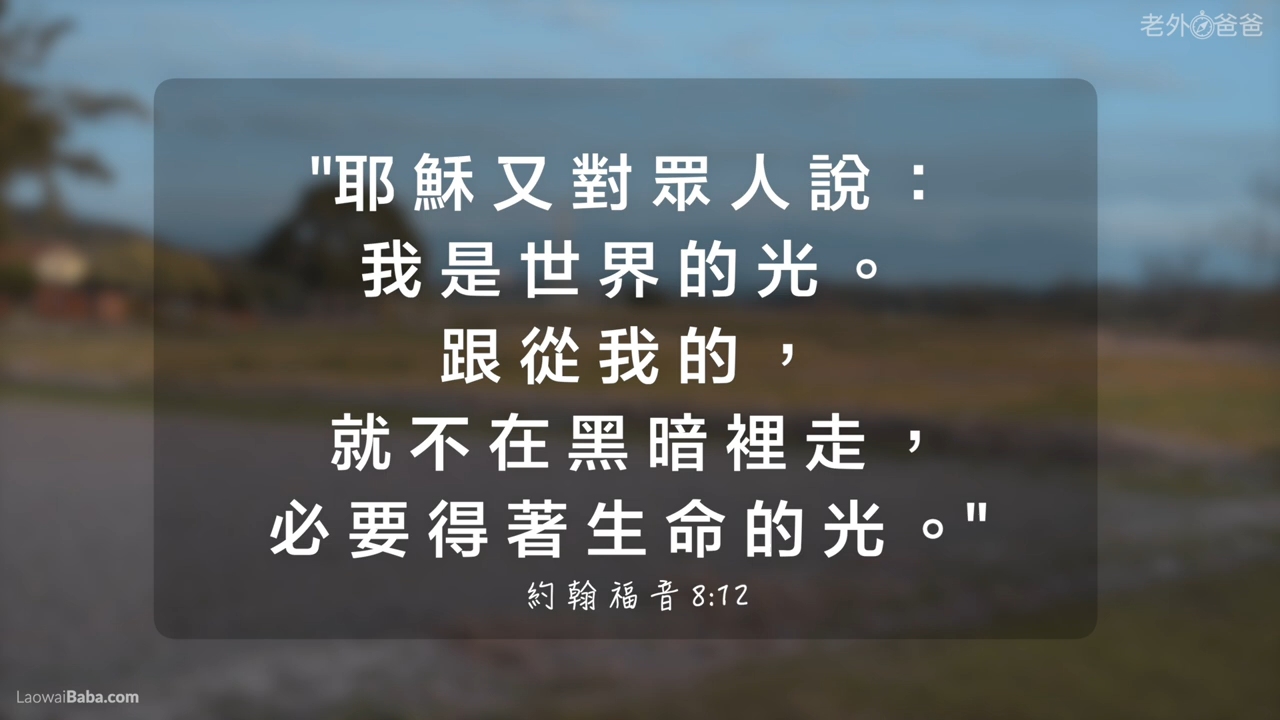 老外爸爸
"耶穌又對眾人說：
我是世界的光。
跟從我的，
就不在黑暗裡走，
必要得著生命的光。"
約翰福音8:12
LaowaiBaba.com